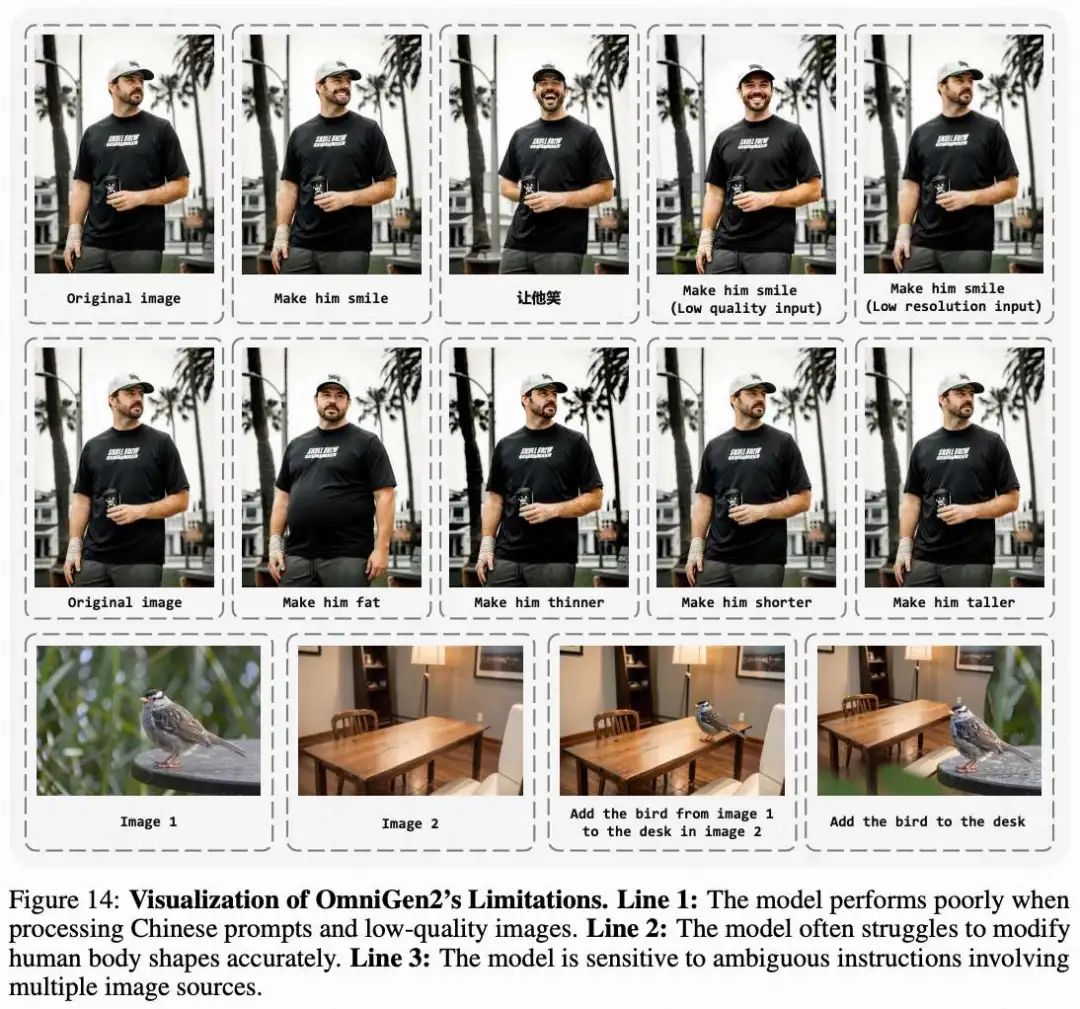 Original image
Make him smile
让他笑
Make him smile
(Low quality input)
Make him smile
(Low resolution input)
Original image
Make him fat
Make him thinner
Make him shorter
Make him taller
Image 1
Image 2
Add the bird from image 1
to the desk in image 2
Add the bird to the desk
Figure 14: Visualization of OmniGen2's Limitations. Line 1: The model performs poorly when
processing Chinese prompts and low-quality images. Line 2: The model often struggles to modify
human body shapes accurately. Line 3: The model is sensitive to ambiguous instructions involving
multiple image sources.